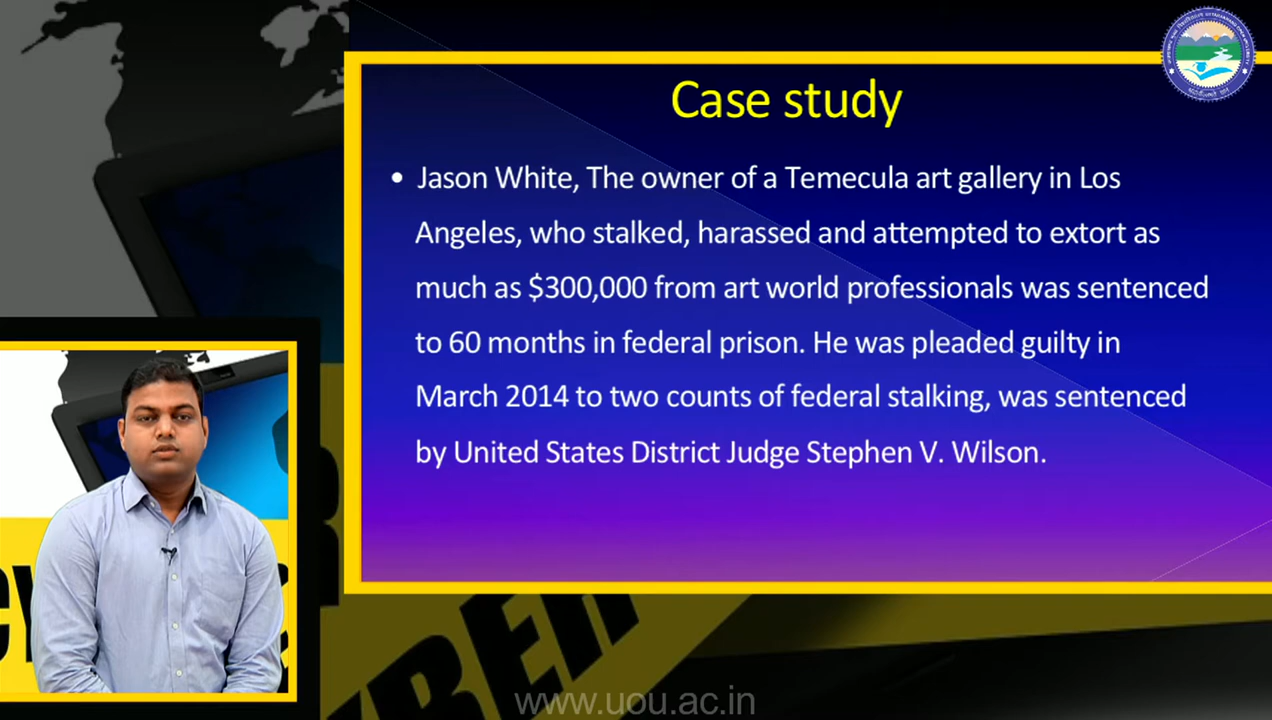 Case study
• Jason White, The owner of a Temecula art gallery in Los
Angeles, who stalked, harassed and attempted to extort as
much as $300,000 from art world professionals was sentenced
to 60 months in federal prison. He was pleaded guilty in
March 2014 to two counts of federal stalking, was sentenced
by United States District Judge Stephen V. Wilson.
www.uou.ac.in